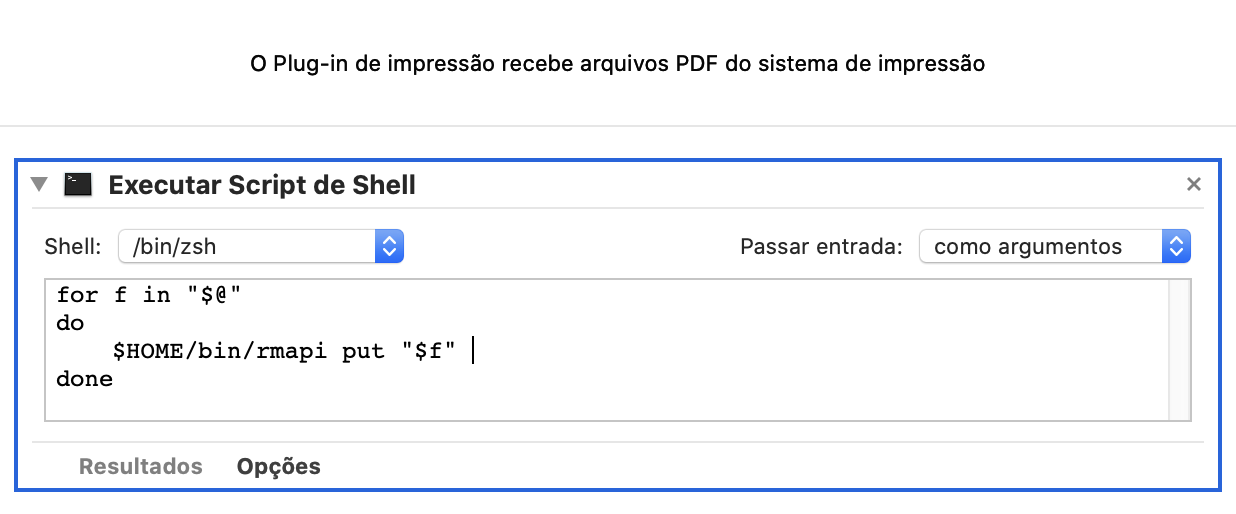 O Plug-in de impressão recebe arquivos PDF do sistema de impressão
Executar Script de Shell
Shell: /bin/zsh Passar entrada: como argumentos
for f in "$@"
do
    $HOME/bin/rmapi put "$f"
done
Resultados Opções